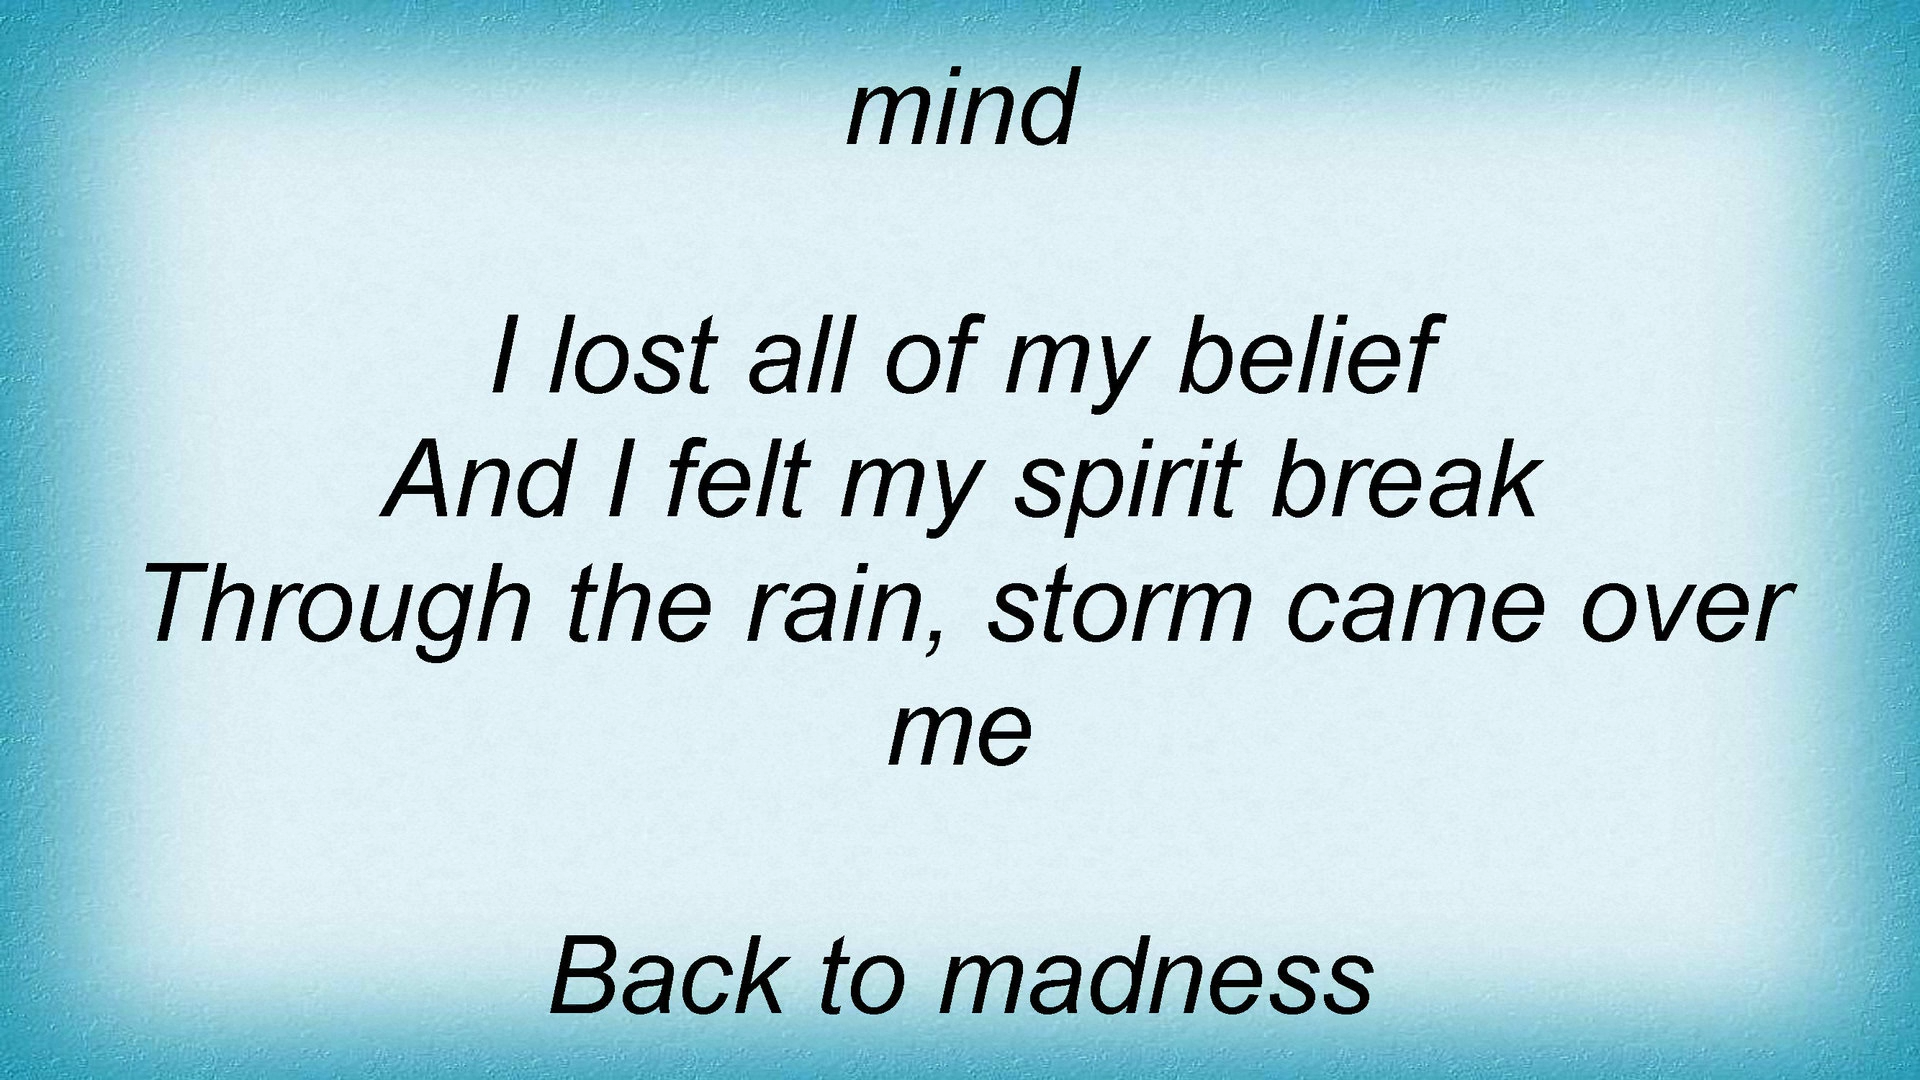 mind
I lost all of my belief
And I felt my spirit break
Through the rain, storm came over
me
Back to madness